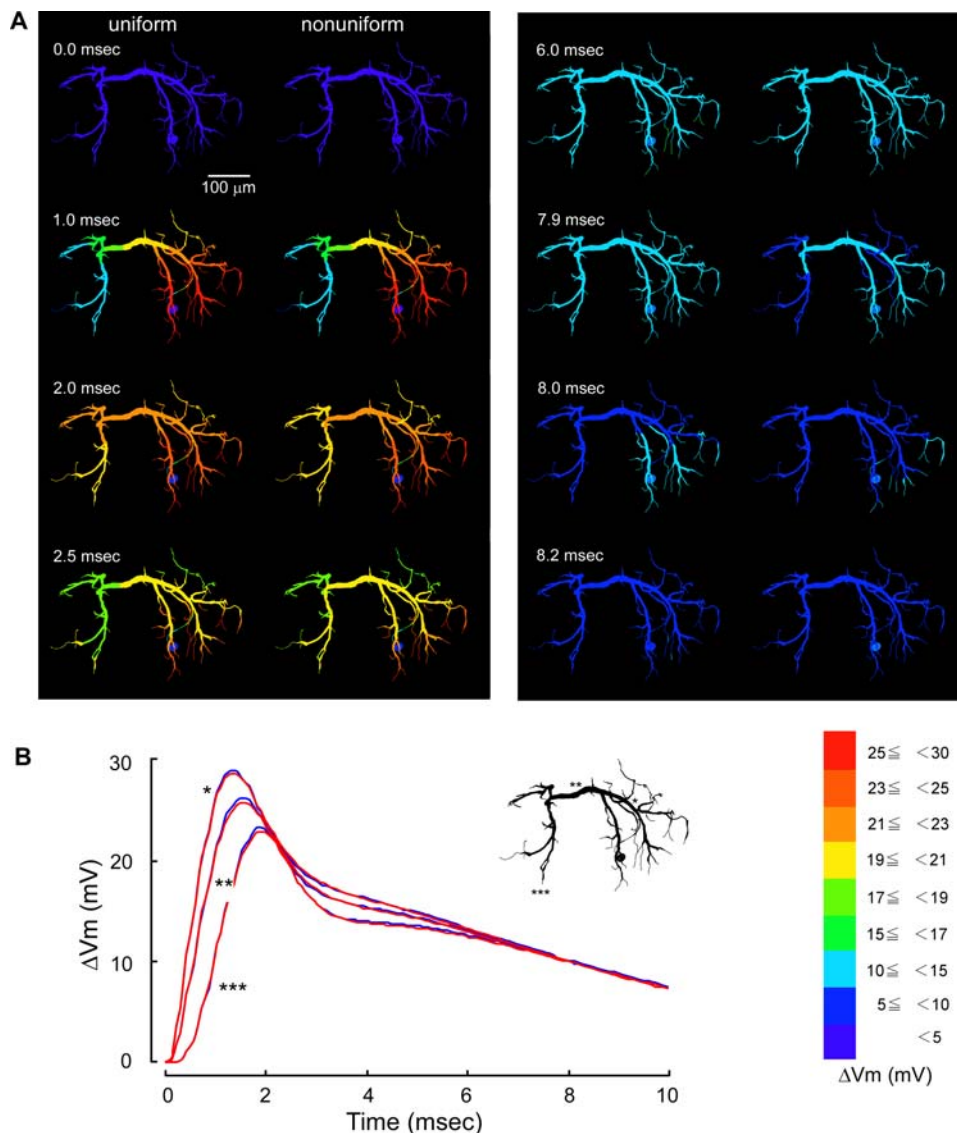 A
uniform nonuniform
0.0 msec
100 μm
1.0 msec
2.0 msec
2.5 msec
6.0 msec
7.9 msec
8.0 msec
8.2 msec
B
30
20
10
0
ΔVm (mV)
*
**
***
**
*
***
0 2 4 6 8 10
Time (msec)
25≦ <30
23≦ <25
21≦ <23
19≦ <21
17≦ <19
15≦ <17
10≦ <15
5≦ <10
<5
ΔVm (mV)